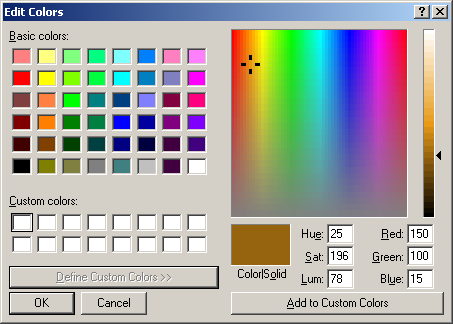 Edit Colors
Basic colors:
Custom colors:
Define Custom Colors >>
OK
Cancel
Color|Solid
Hue: 25
Sat: 196
Lum: 78
Red: 150
Green: 100
Blue: 15
Add to Custom Colors